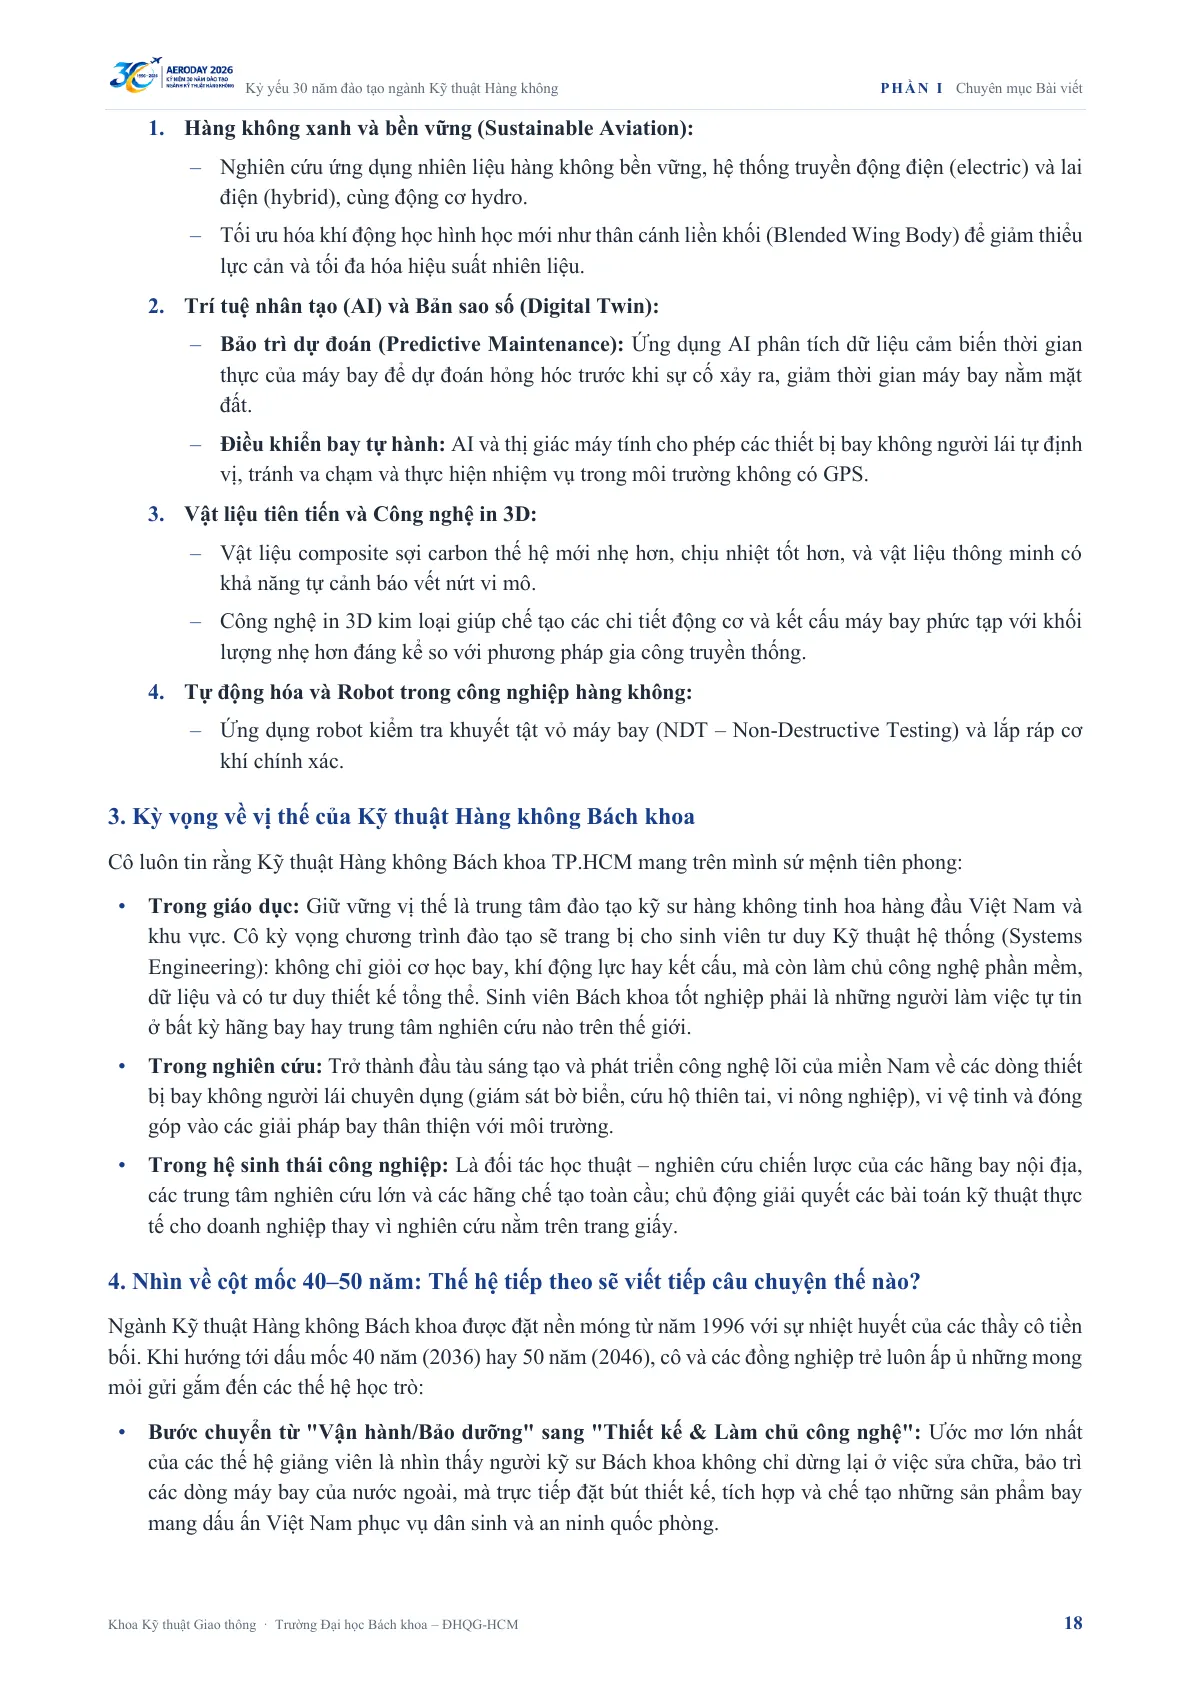 30
1996 - 2026
AERODAY 2026
KỶ NIỆM 30 NĂM ĐÀO TẠO
NGÀNH KỸ THUẬT HÀNG KHÔNG
Kỷ yếu 30 năm đào tạo ngành Kỹ thuật Hàng không
PHẦN I Chuyên mục Bài viết
1. Hàng không xanh và bền vững (Sustainable Aviation):
– Nghiên cứu ứng dụng nhiên liệu hàng không bền vững, hệ thống truyền động điện (electric) và lai
điện (hybrid), cùng động cơ hydro.
– Tối ưu hóa khí động học hình học mới như thân cánh liền khối (Blended Wing Body) để giảm thiểu
lực cản và tối đa hóa hiệu suất nhiên liệu.
2. Trí tuệ nhân tạo (AI) và Bản sao số (Digital Twin):
– Bảo trì dự đoán (Predictive Maintenance): Ứng dụng AI phân tích dữ liệu cảm biến thời gian
thực của máy bay để dự đoán hỏng hóc trước khi sự cố xảy ra, giảm thời gian máy bay nằm mặt
đất.
– Điều khiển bay tự hành: AI và thị giác máy tính cho phép các thiết bị bay không người lái tự định
vị, tránh va chạm và thực hiện nhiệm vụ trong môi trường không có GPS.
3. Vật liệu tiên tiến và Công nghệ in 3D:
– Vật liệu composite sợi carbon thế hệ mới nhẹ hơn, chịu nhiệt tốt hơn, và vật liệu thông minh có
khả năng tự cảnh báo vết nứt vi mô.
– Công nghệ in 3D kim loại giúp chế tạo các chi tiết động cơ và kết cấu máy bay phức tạp với khối
lượng nhẹ hơn đáng kể so với phương pháp gia công truyền thống.
4. Tự động hóa và Robot trong công nghiệp hàng không:
– Ứng dụng robot kiểm tra khuyết tật vỏ máy bay (NDT – Non-Destructive Testing) và lắp ráp cơ
khí chính xác.
3. Kỳ vọng về vị thế của Kỹ thuật Hàng không Bách khoa
Cô luôn tin rằng Kỹ thuật Hàng không Bách khoa TP.HCM mang trên mình sứ mệnh tiên phong:
• Trong giáo dục: Giữ vững vị thế là trung tâm đào tạo kỹ sư hàng không tinh hoa hàng đầu Việt Nam và
khu vực. Cô kỳ vọng chương trình đào tạo sẽ trang bị cho sinh viên tư duy Kỹ thuật hệ thống (Systems
Engineering): không chỉ giỏi cơ học bay, khí động lực hay kết cấu, mà còn làm chủ công nghệ phần mềm,
dữ liệu và có tư duy thiết kế tổng thể. Sinh viên Bách khoa tốt nghiệp phải là những người làm việc tự tin
ở bất kỳ hãng bay hay trung tâm nghiên cứu nào trên thế giới.
• Trong nghiên cứu: Trở thành đầu tàu sáng tạo và phát triển công nghệ lõi của miền Nam về các dòng thiết
bị bay không người lái chuyên dụng (giám sát bờ biển, cứu hộ thiên tai, vi nông nghiệp), vi vệ tinh và đóng
góp vào các giải pháp bay thân thiện với môi trường.
• Trong hệ sinh thái công nghiệp: Là đối tác học thuật – nghiên cứu chiến lược của các hãng bay nội địa,
các trung tâm nghiên cứu lớn và các hãng chế tạo toàn cầu; chủ động giải quyết các bài toán kỹ thuật thực
tế cho doanh nghiệp thay vì nghiên cứu nằm trên trang giấy.
4. Nhìn về cột mốc 40–50 năm: Thế hệ tiếp theo sẽ viết tiếp câu chuyện thế nào?
Ngành Kỹ thuật Hàng không Bách khoa được đặt nền móng từ năm 1996 với sự nhiệt huyết của các thầy cô tiền
bối. Khi hướng tới dấu mốc 40 năm (2036) hay 50 năm (2046), cô và các đồng nghiệp trẻ luôn ấp ủ những mong
mỏi gửi gắm đến các thế hệ học trò:
• Bước chuyển từ "Vận hành/Bảo dưỡng" sang "Thiết kế & Làm chủ công nghệ": Ước mơ lớn nhất
của các thế hệ giảng viên là nhìn thấy người kỹ sư Bách khoa không chỉ dừng lại ở việc sửa chữa, bảo trì
các dòng máy bay của nước ngoài, mà trực tiếp đặt bút thiết kế, tích hợp và chế tạo những sản phẩm bay
mang dấu ấn Việt Nam phục vụ dân sinh và an ninh quốc phòng.
Khoa Kỹ thuật Giao thông · Trường Đại học Bách khoa – ĐHQG-HCM
18